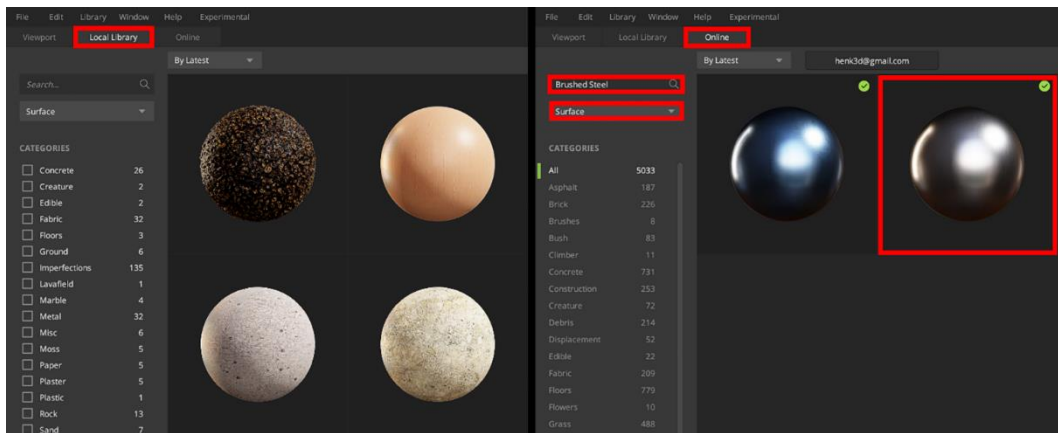 File Edit Library Window Help Experimental
Viewport Local Library Online
By Latest
Search...
Surface
CATEGORIES
Concrete 26
Creature 2
Edible 2
Fabric 32
Floors 3
Ground 6
Imperfections 135
Lavafield 1
Marble 4
Metal 32
Misc 6
Moss 5
Paper 5
Plaster 5
Plastic 1
Rock 13
Sand 7
File Edit Library Window Help Experimental
Viewport Local Library Online
By Latest henk3d@gmail.com
Brushed Steel
Surface
CATEGORIES
All 5033
Asphalt 187
Brick 226
Brushes 8
Bush 83
Climber 11
Concrete 731
Construction 253
Creature 72
Debris 214
Displacement 52
Edible 22
Fabric 209
Floors 779
Flowers 10
Grass 488